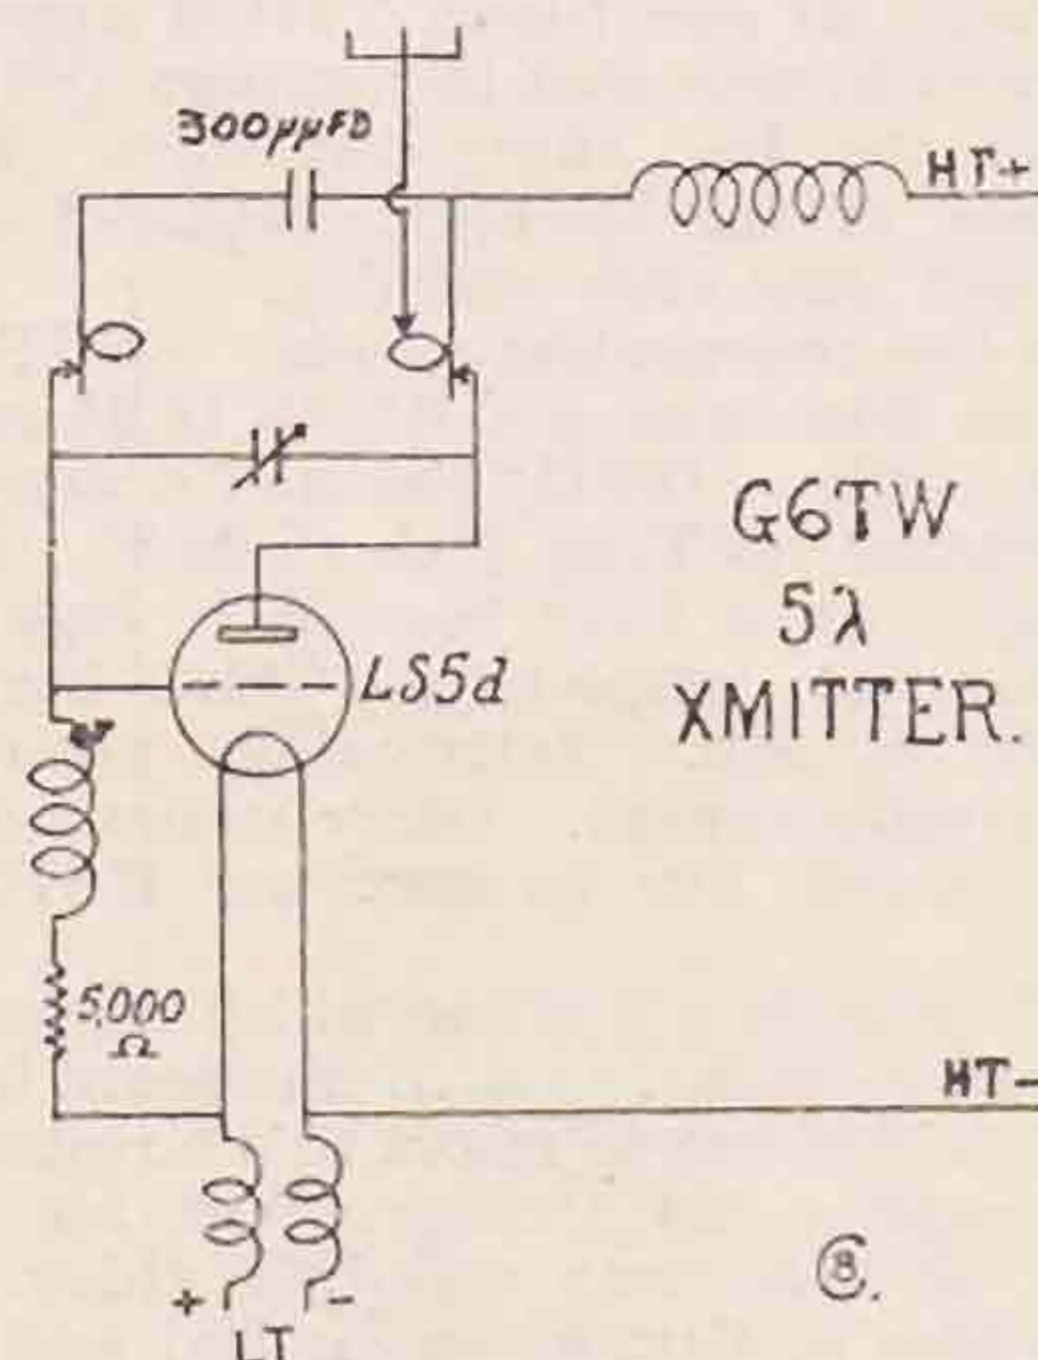 300μμFD
HT+
G6TW
5λ
XMITTER.
LS5d
5,000
Ω
HT-
+ -
LT
8.